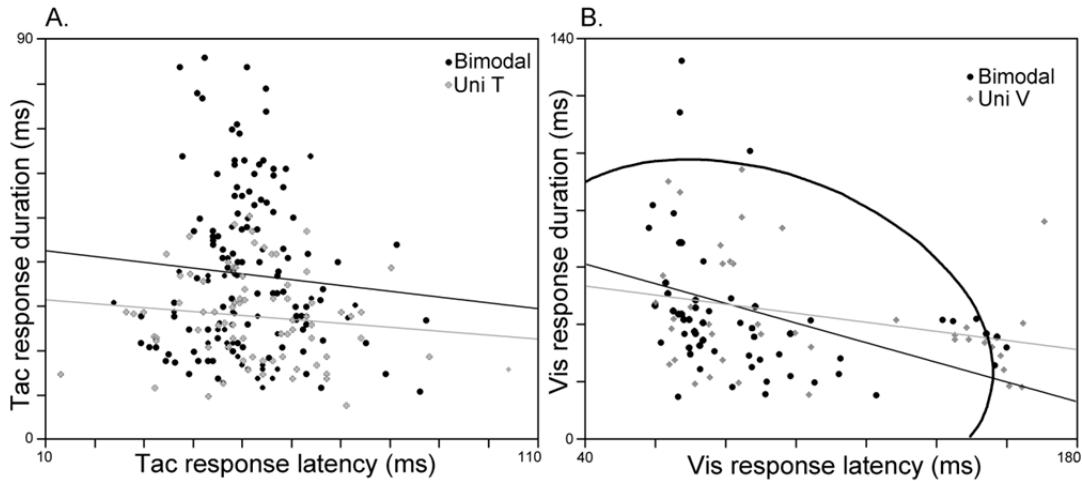 A.
90
Bimodal
Uni T
Tac response duration (ms)
0
10
Tac response latency (ms)
110
B.
140
Bimodal
Uni V
Vis response duration (ms)
0
40
Vis response latency (ms)
180